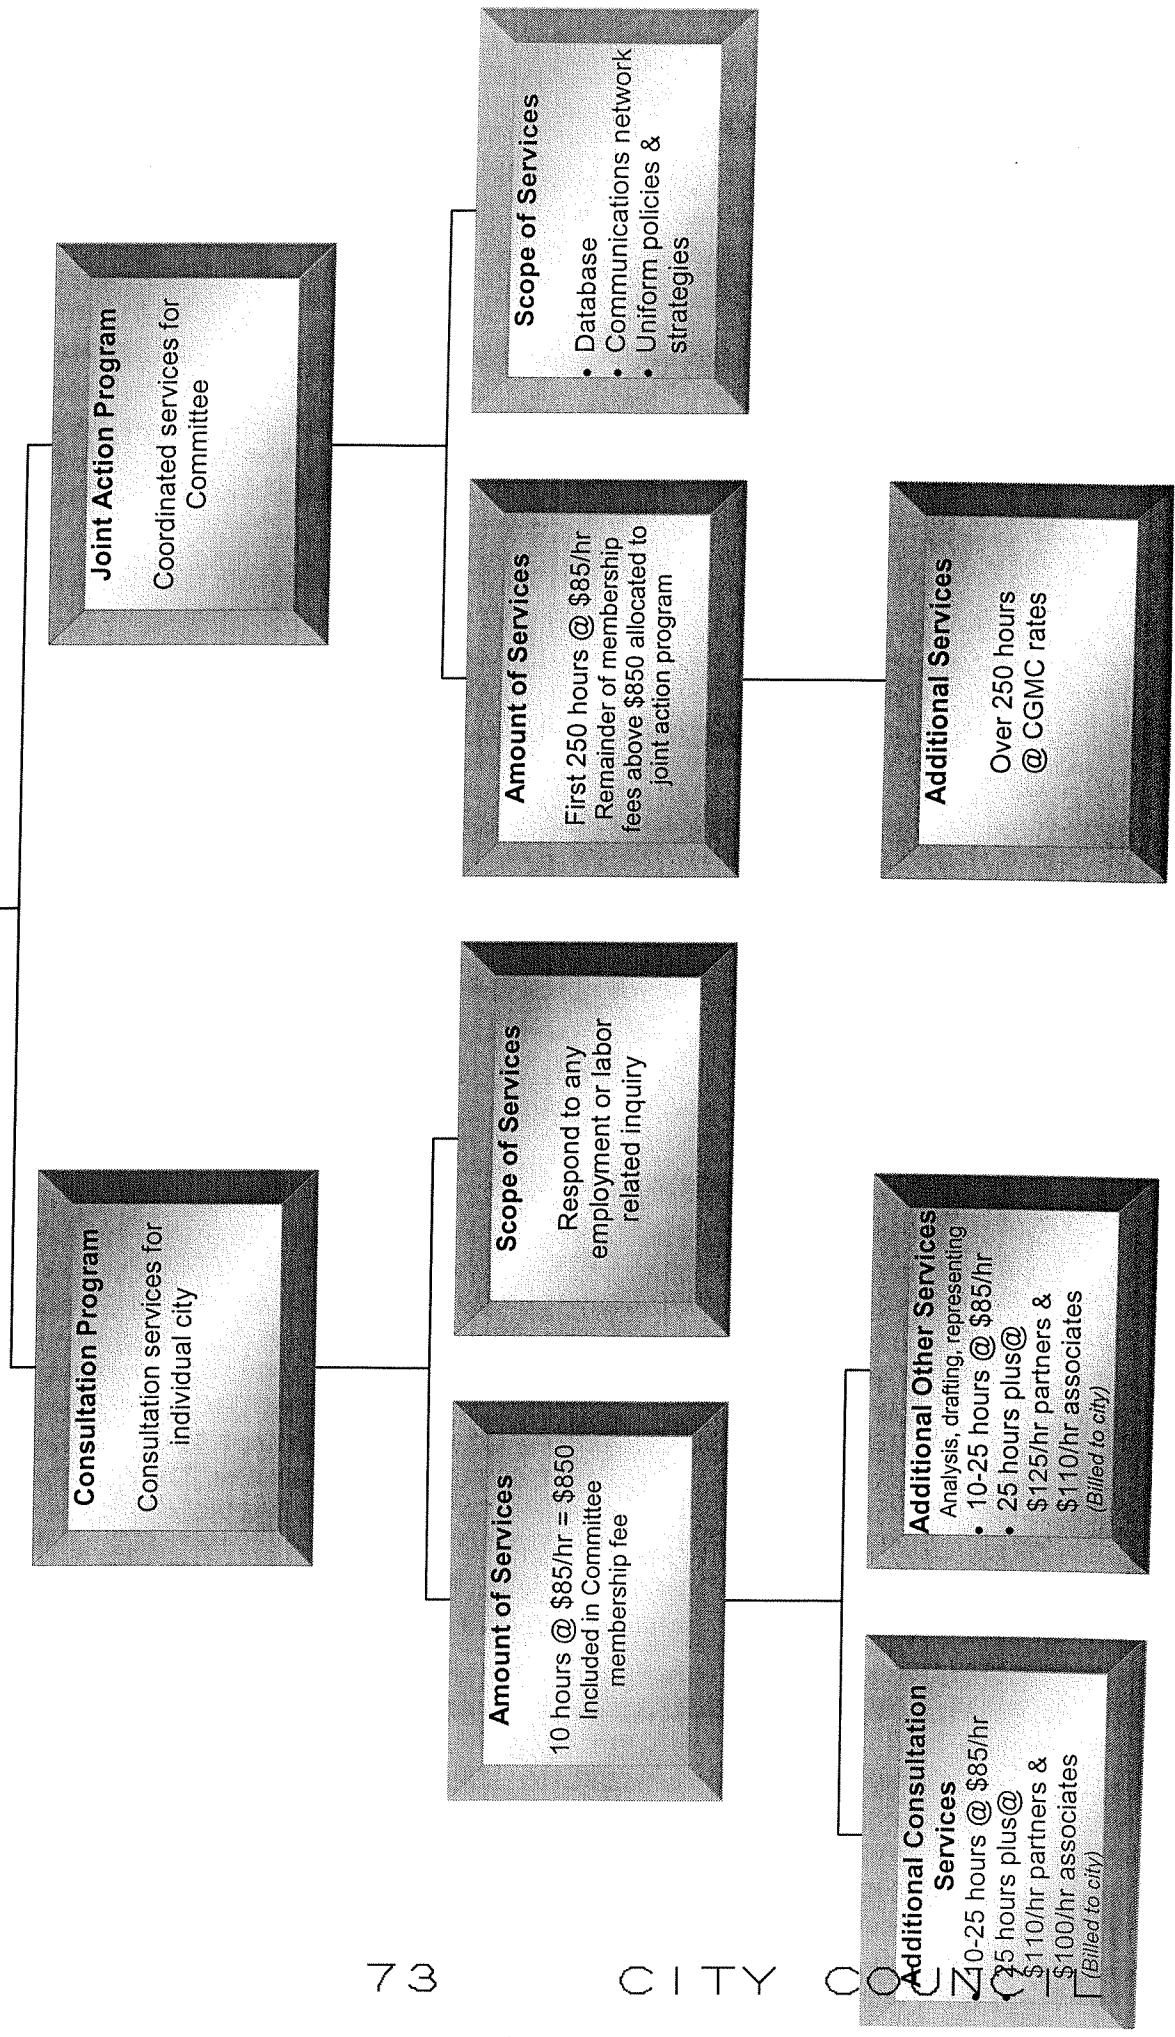 Consultation Program
Consultation services for
individual city
Joint Action Program
Coordinated services for
Committee
Amount of Services
10 hours @ $85/hr = $850
Included in Committee
membership fee
Scope of Services
Respond to any
employment or labor
related inquiry
Amount of Services
First 250 hours @ $85/hr
Remainder of membership
fees above $850 allocated to
joint action program
Scope of Services
• Database
• Communications network
• Uniform policies &
strategies
Additional Consultation
Services
• 10-25 hours @ $85/hr
• 25 hours plus@
$110/hr partners &
$100/hr associates
(Billed to city)
Additional Other Services
Analysis, drafting, representing
• 10-25 hours @ $85/hr
• 25 hours plus@
$125/hr partners &
$110/hr associates
(Billed to city)
Additional Services
Over 250 hours
@ CGMC rates
73 CITY COUNCIL